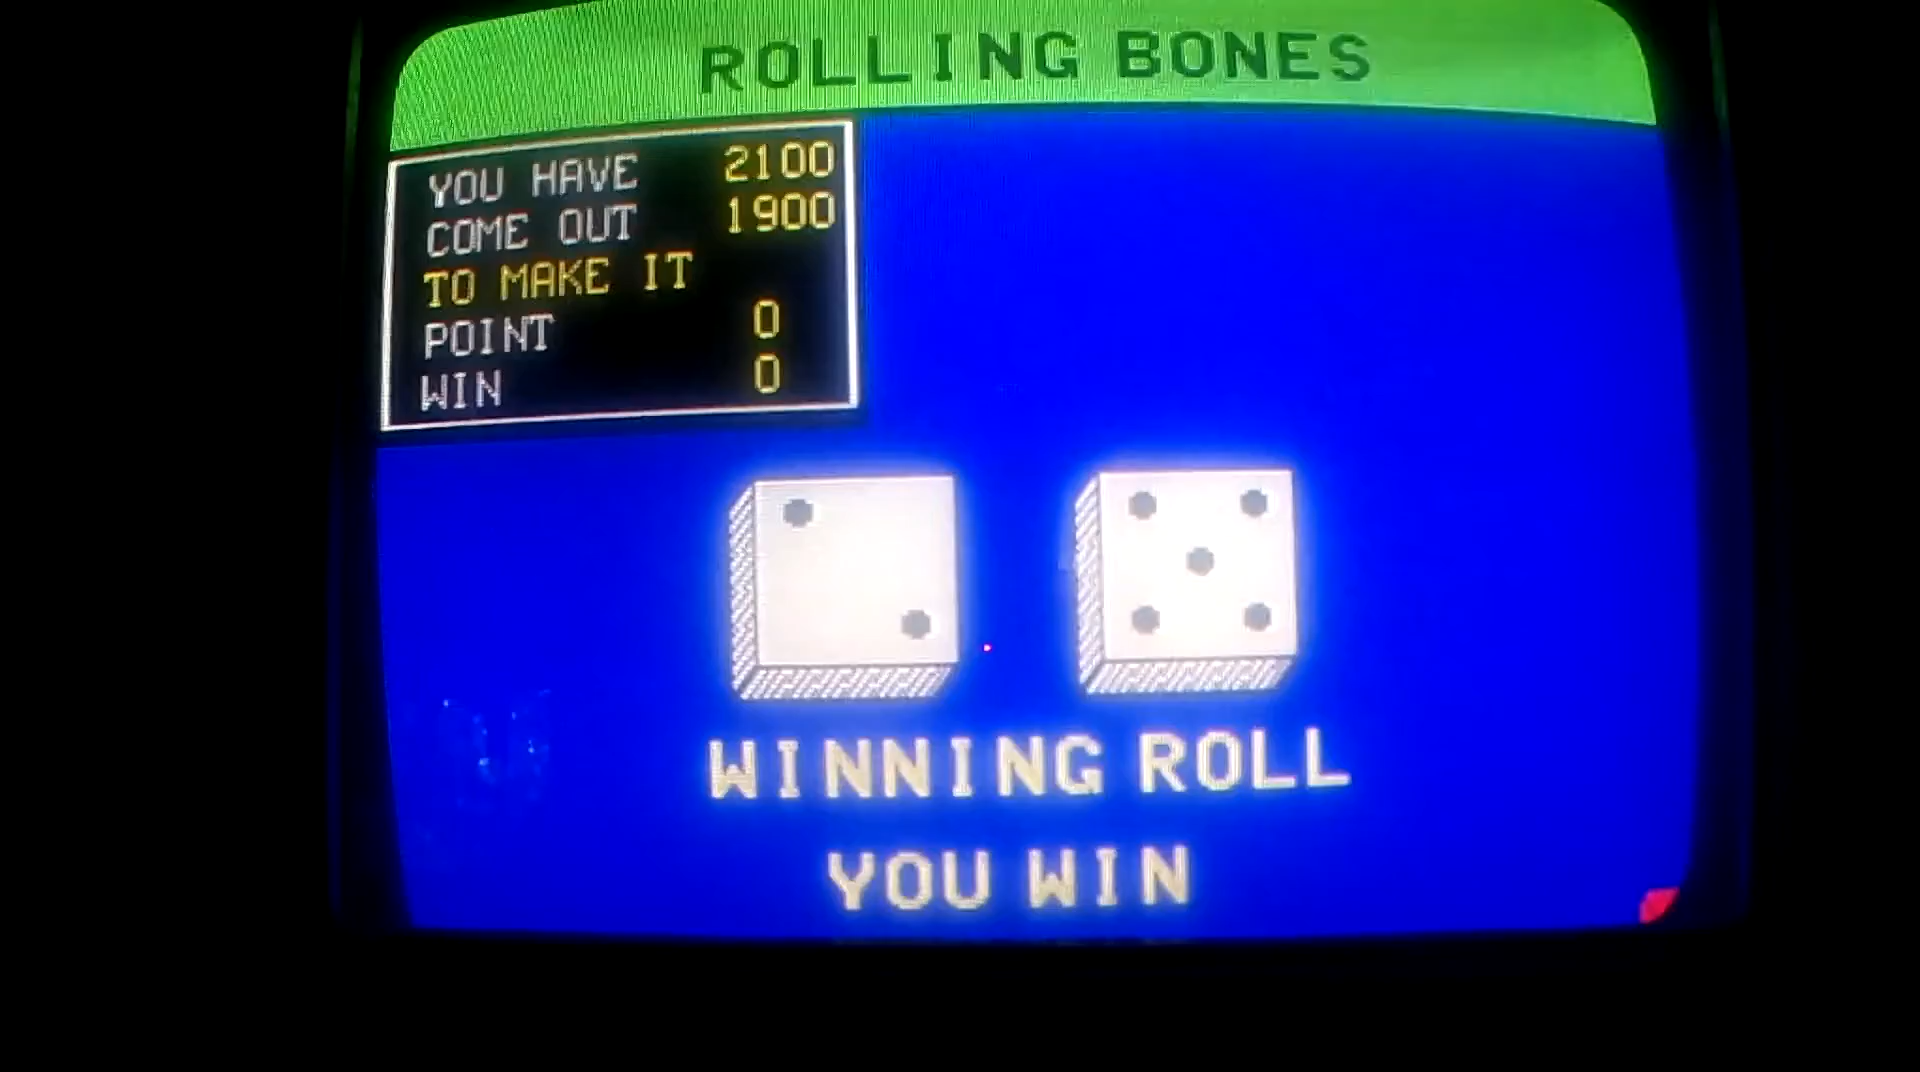 ROLLING BONES
YOU HAVE 2100
COME OUT 1900
TO MAKE IT
POINT 0
WIN 0
WINNING ROLL
YOU WIN